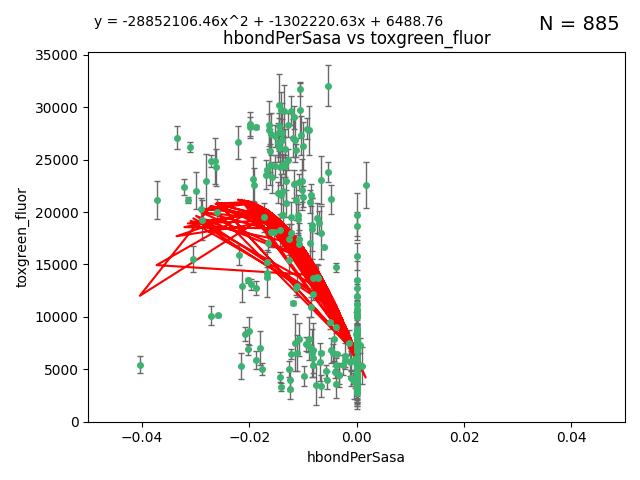 y = -28852106.46x^2 + -1302220.63x + 6488.76
N = 885
hbondPerSasa vs toxgreen_fluor
35000
30000
25000
20000
15000
10000
5000
0
toxgreen_fluor
−0.04
−0.02
0.00
0.02
0.04
hbondPerSasa